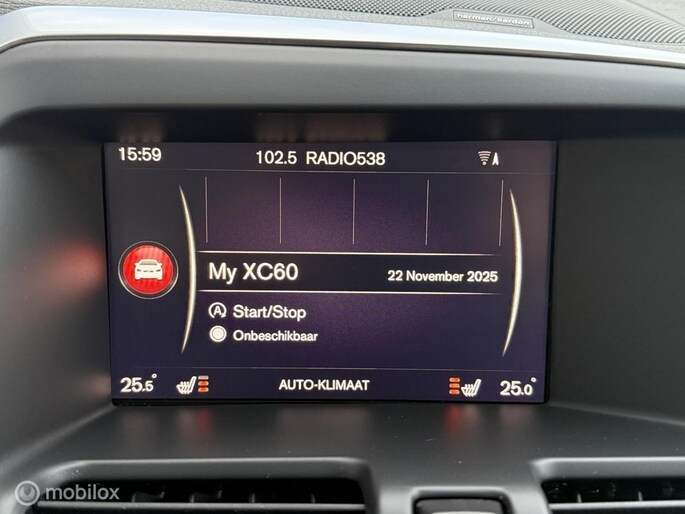 harman/kardon
15:59 102.5 RADIO538
My XC60 22 November 2025
Start/Stop
Onbeschikbaar
25.5° AUTO-KLIMAAT 25.0°
© mobilox